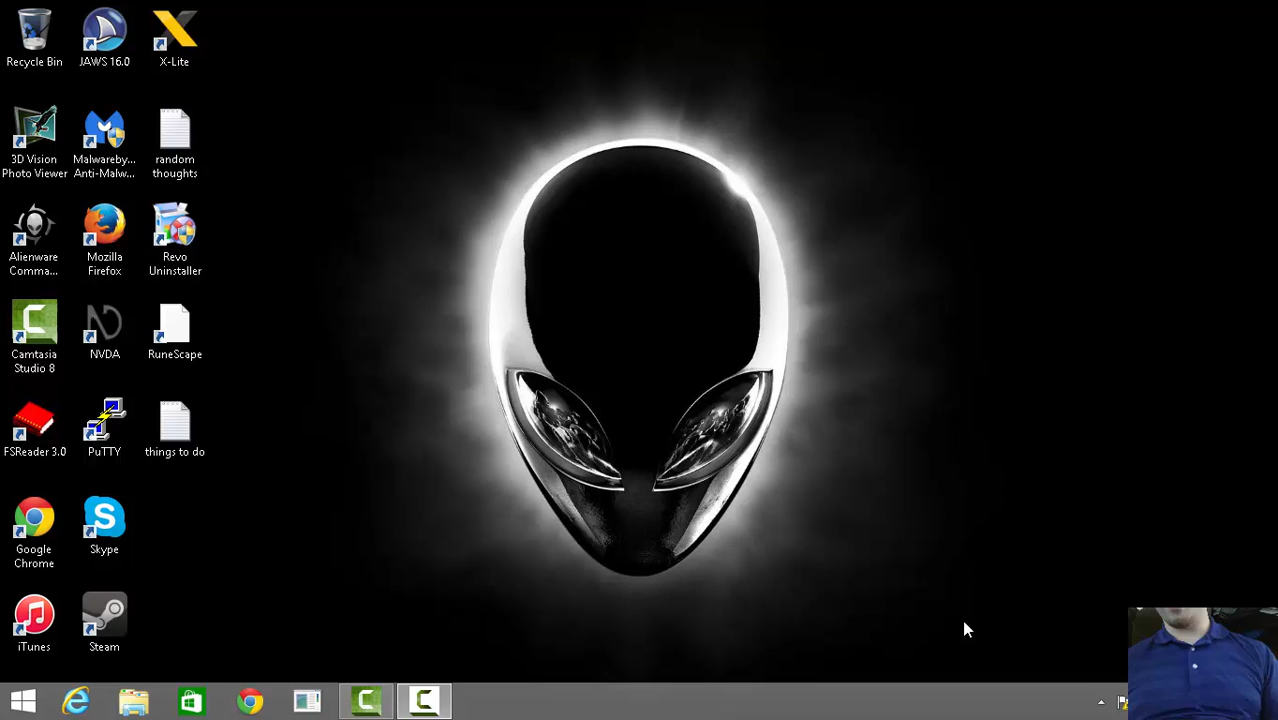 Recycle Bin
JAWS 16.0
X-Lite
3D Vision
Photo Viewer
Malwareby...
Anti-Malw...
random
thoughts
Alienware
Comma...
Mozilla
Firefox
Revo
Uninstaller
Camtasia
Studio 8
NVDA
RuneScape
FSReader 3.0
PuTTY
things to do
Google
Chrome
Skype
iTunes
Steam